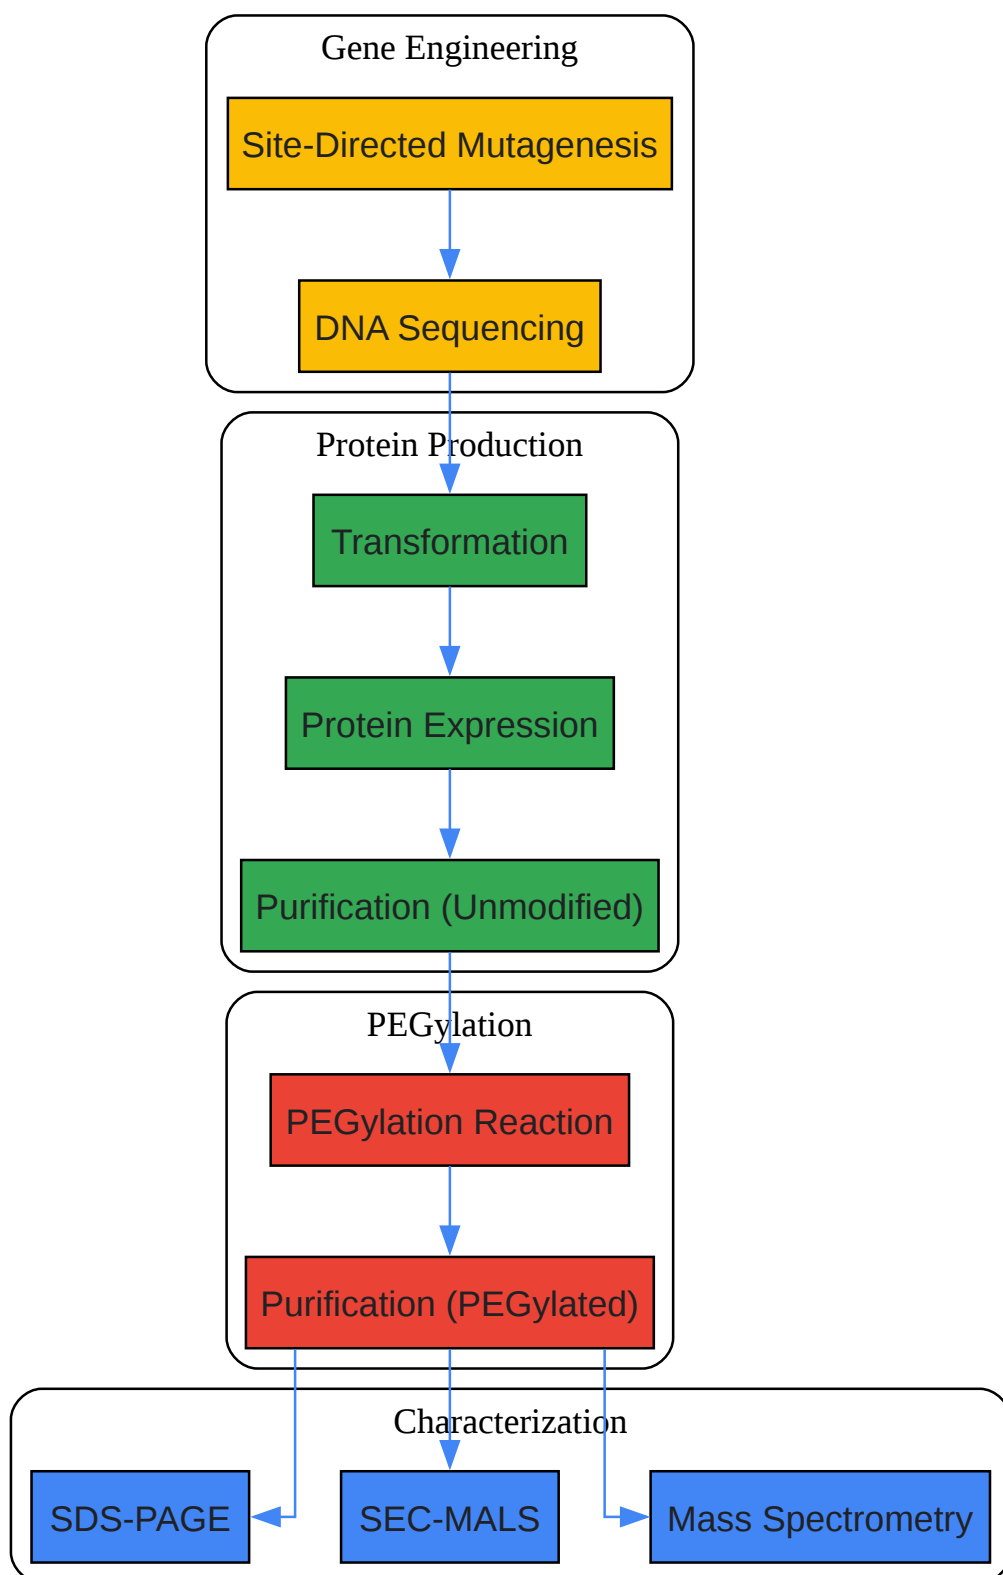 Gene Engineering
Site-Directed Mutagenesis
DNA Sequencing
Protein Production
Transformation
Protein Expression
Purification (Unmodified)
PEGylation
PEGylation Reaction
Purification (PEGylated)
Characterization
SDS-PAGE
SEC-MALS
Mass Spectrometry